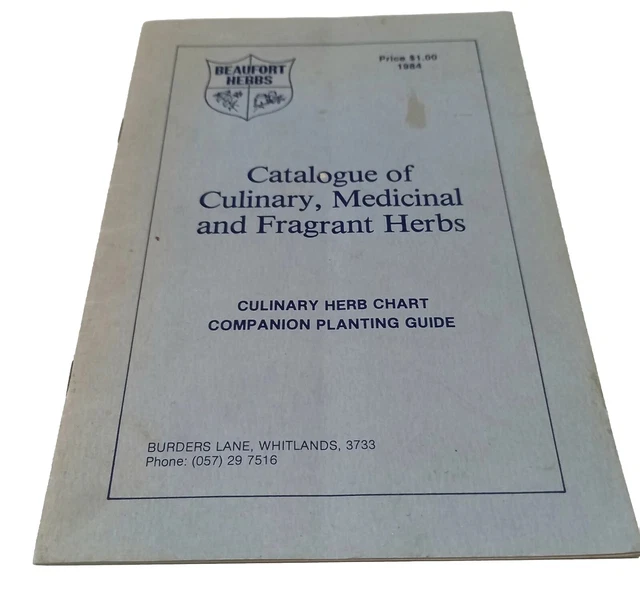 BEAUFORT
HERBS
Price $1.00
1984
Catalogue of
Culinary, Medicinal
and Fragrant Herbs
CULINARY HERB CHART
COMPANION PLANTING GUIDE
BURDERS LANE, WHITLANDS, 3733
Phone: (057) 29 7516